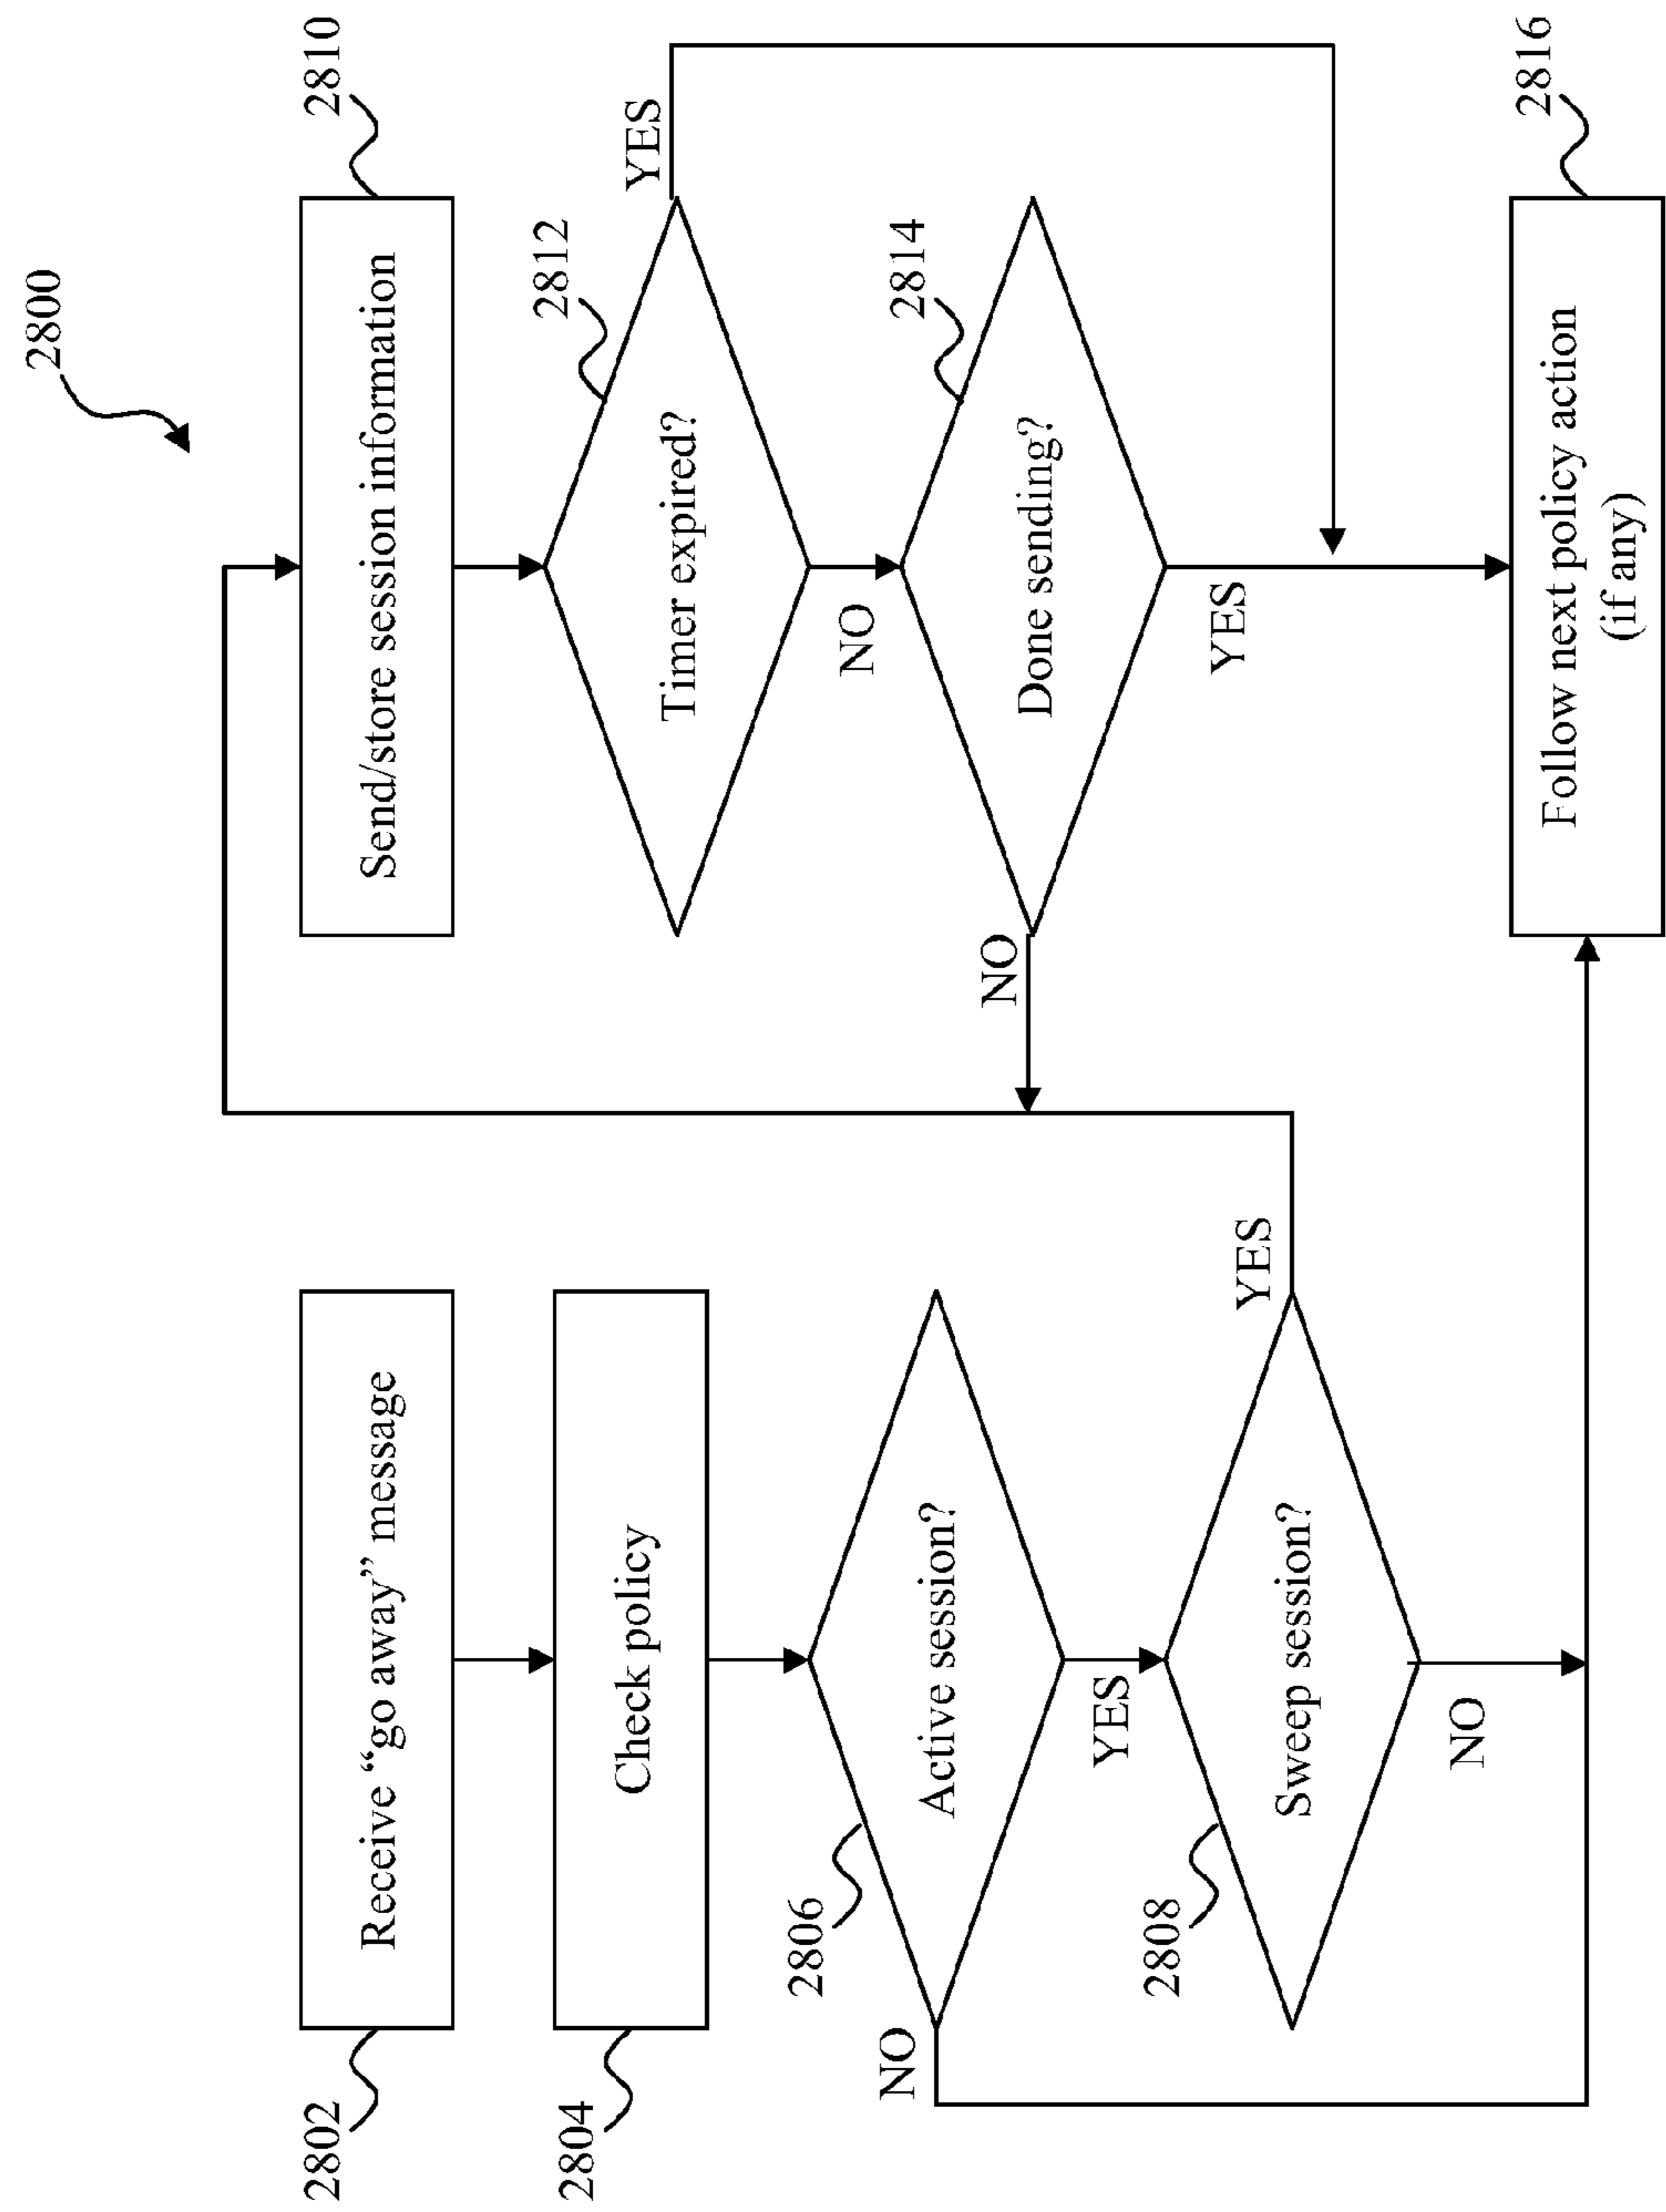 2800
2802
Receive “go away” message
2804
Check policy
2806
Active session?
NO
YES
2808
Sweep session?
YES
NO
2810
Send/store session information
2812
Timer expired?
YES
NO
2814
Done sending?
NO
YES
2816
Follow next policy action
(if any)